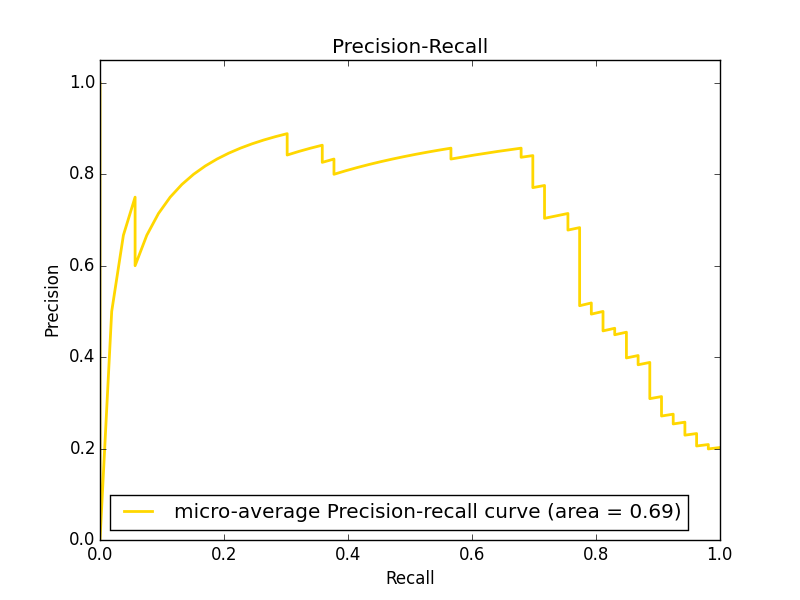 Precision-Recall
1.0
0.8
0.6
0.4
0.2
0.0
Precision
micro-average Precision-recall curve (area = 0.69)
0.0 0.2 0.4 0.6 0.8 1.0
Recall